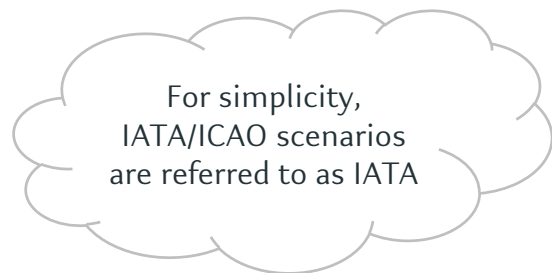 For simplicity,
IATA/ICAO scenarios
are referred to as IATA